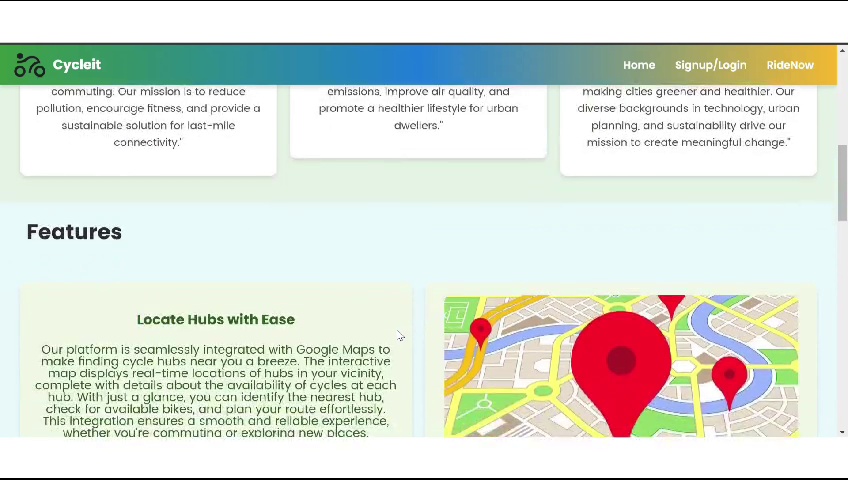 Cycleit
Home Signup/Login RideNow
commuting. Our mission is to reduce
pollution, encourage fitness, and provide a
sustainable solution for last-mile
connectivity."
emissions, improve air quality, and
promote a healthier lifestyle for urban
dwellers."
making cities greener and healthier. Our
diverse backgrounds in technology, urban
planning, and sustainability drive our
mission to create meaningful change."
Features
Locate Hubs with Ease
Our platform is seamlessly integrated with Google Maps to
make finding cycle hubs near you a breeze. The interactive
map displays real-time locations of hubs in your vicinity,
complete with details about the availability of cycles at each
hub. With just a glance, you can identify the nearest hub,
check for available bikes, and plan your route effortlessly.
This integration ensures a smooth and reliable experience,
whether you're commuting or exploring new places.